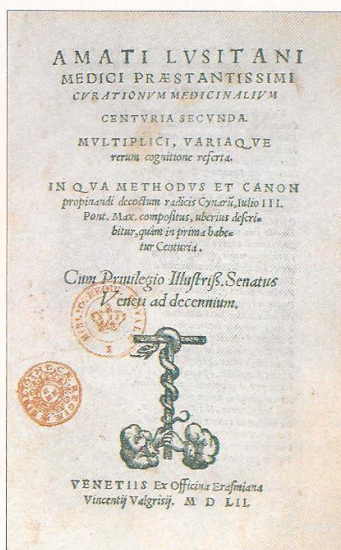 AMATI LVSITANI
MEDICI PRÆSTANTISSIMI
CVRATIONVM MEDICINALIVM
CENTVRIA SECVNDA.
MVLTIPLICI, VARIAQVE
rerum cognitione referta.
IN QVA METHODVS ET CANON
propinandi decoctum radicis Cynarũ, Iulio III.
Pont. Max. compositus, uberius descri-
bitur, quàm in prima habe-
tur Centuria.
Cum Priuilegio Illustriß. Senatus
Veneti ad decennium.
VENETIIS Ex Officina Erasmiana
Vincentij Valgrisij. M D LII.